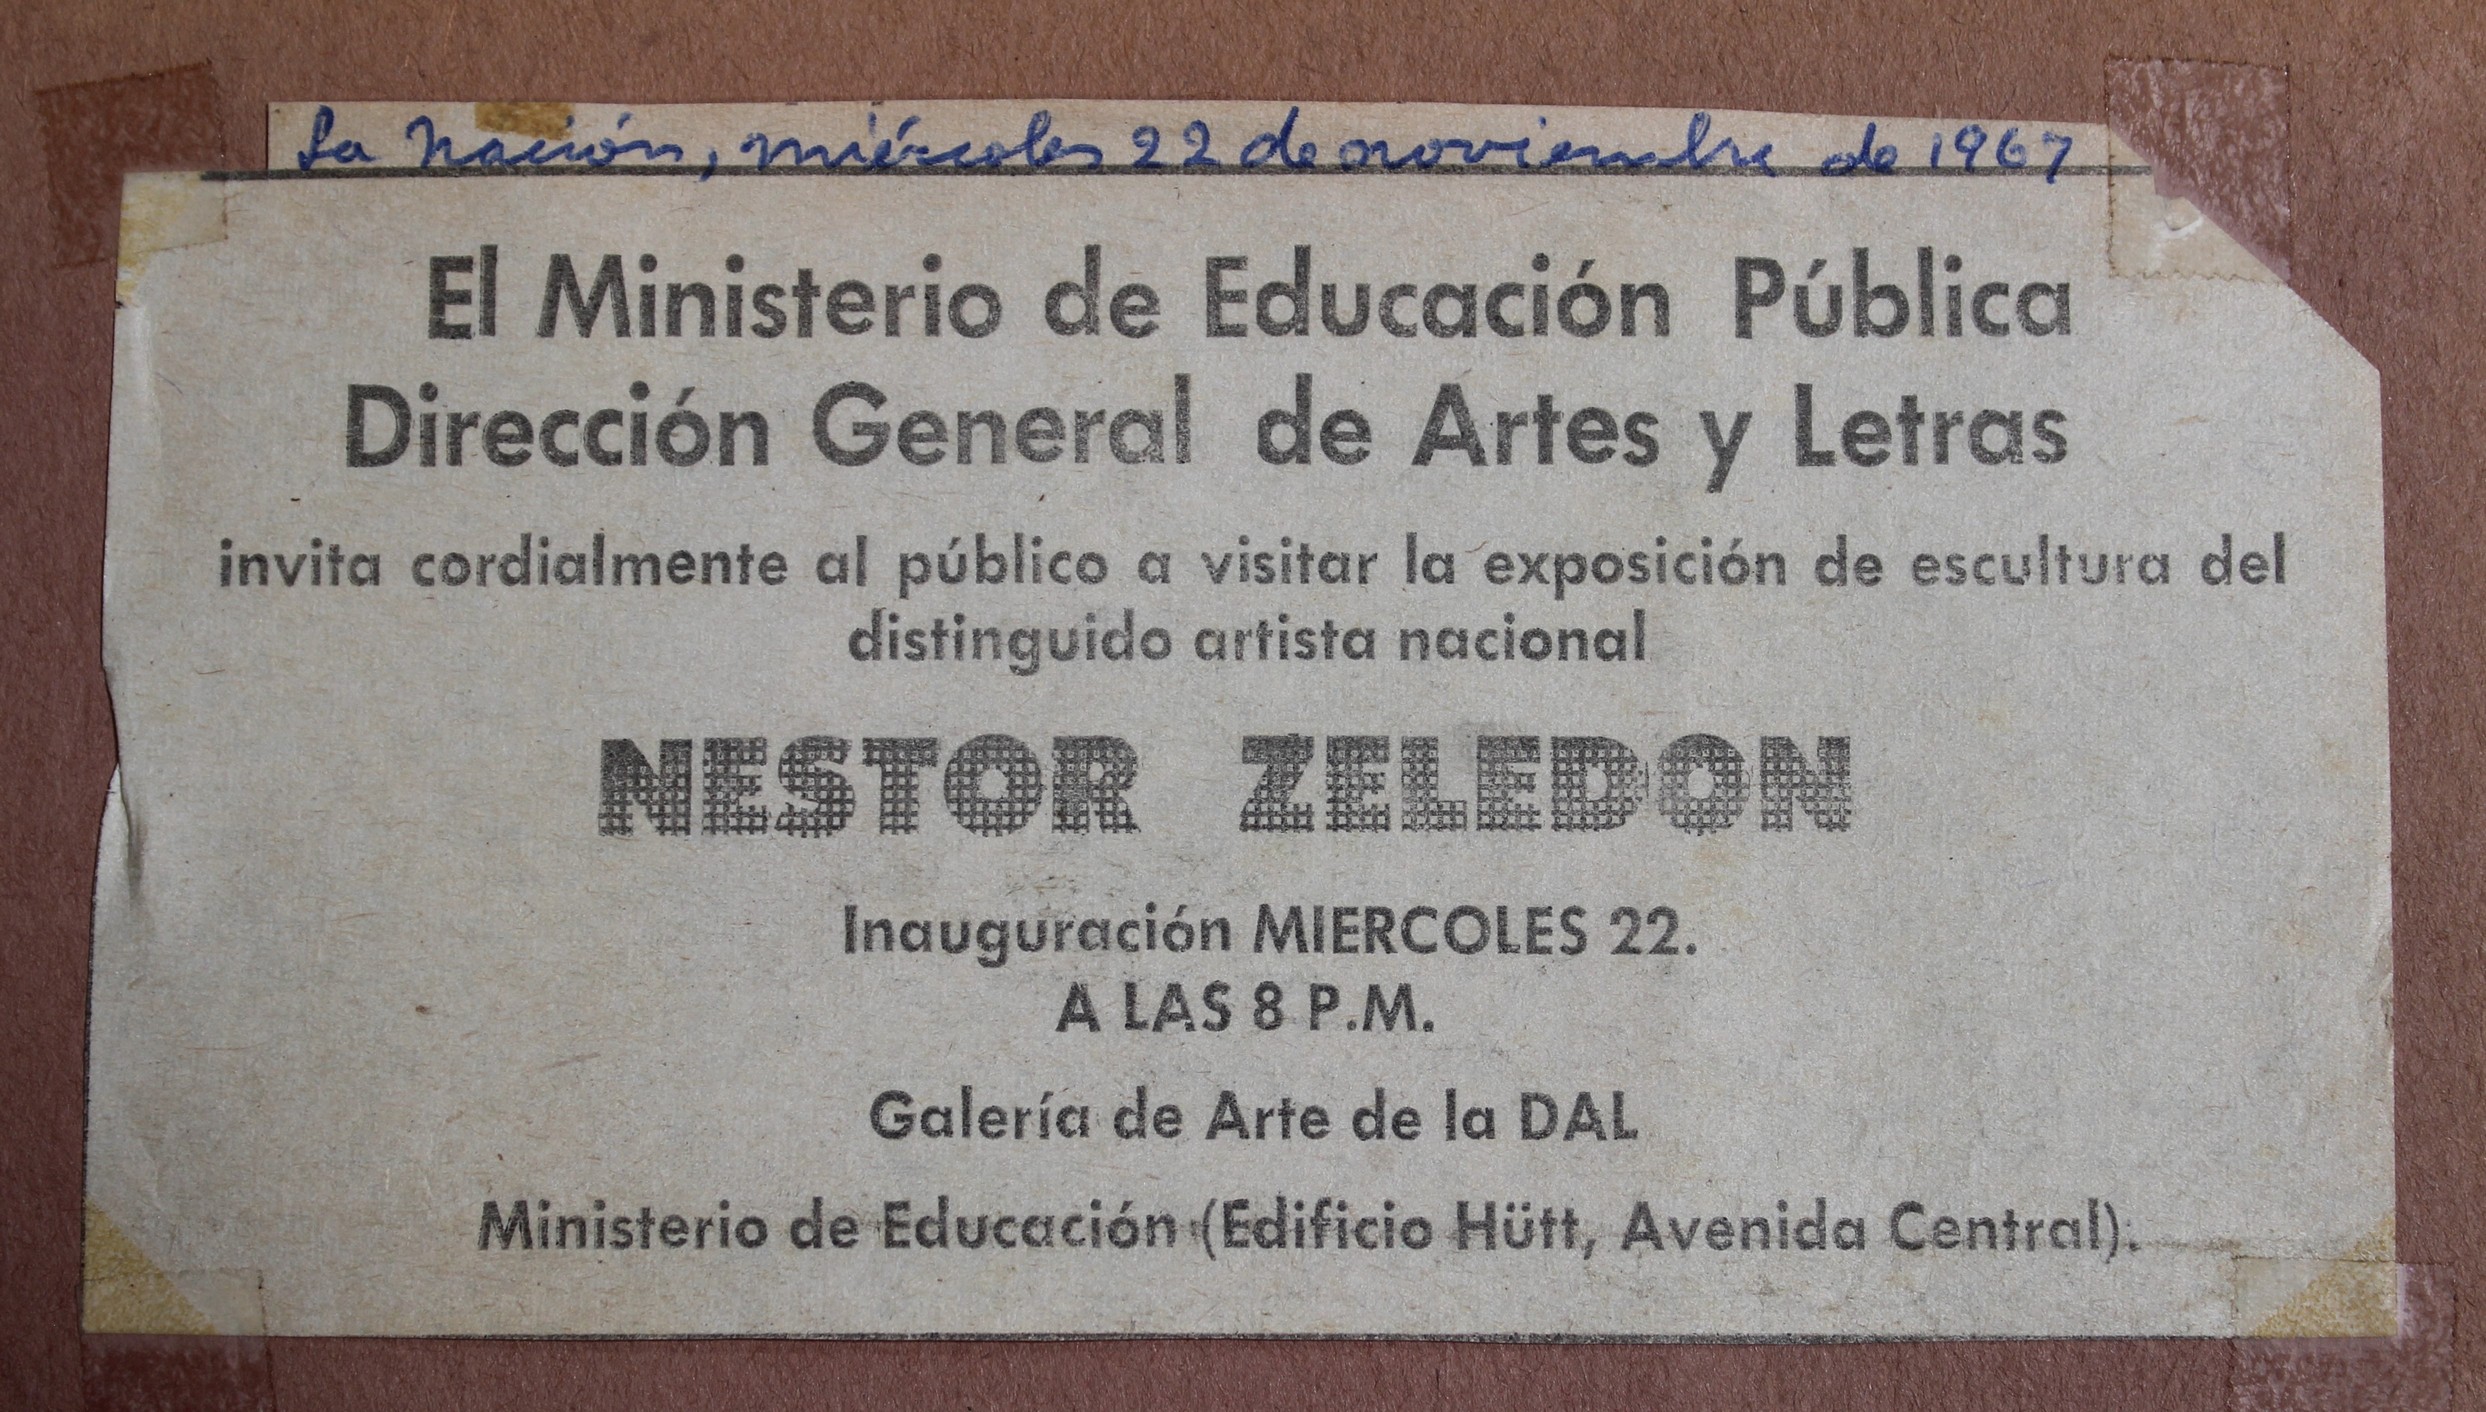 La Nación, miércoles 22 de noviembre de 1967
El Ministerio de Educación Pública
Dirección General de Artes y Letras
invita cordialmente al público a visitar la exposición de escultura del
distinguido artista nacional
NESTOR ZELEDON
Inauguración MIERCOLES 22.
A LAS 8 P.M.
Galería de Arte de la DAL
Ministerio de Educación (Edificio Hütt, Avenida Central).